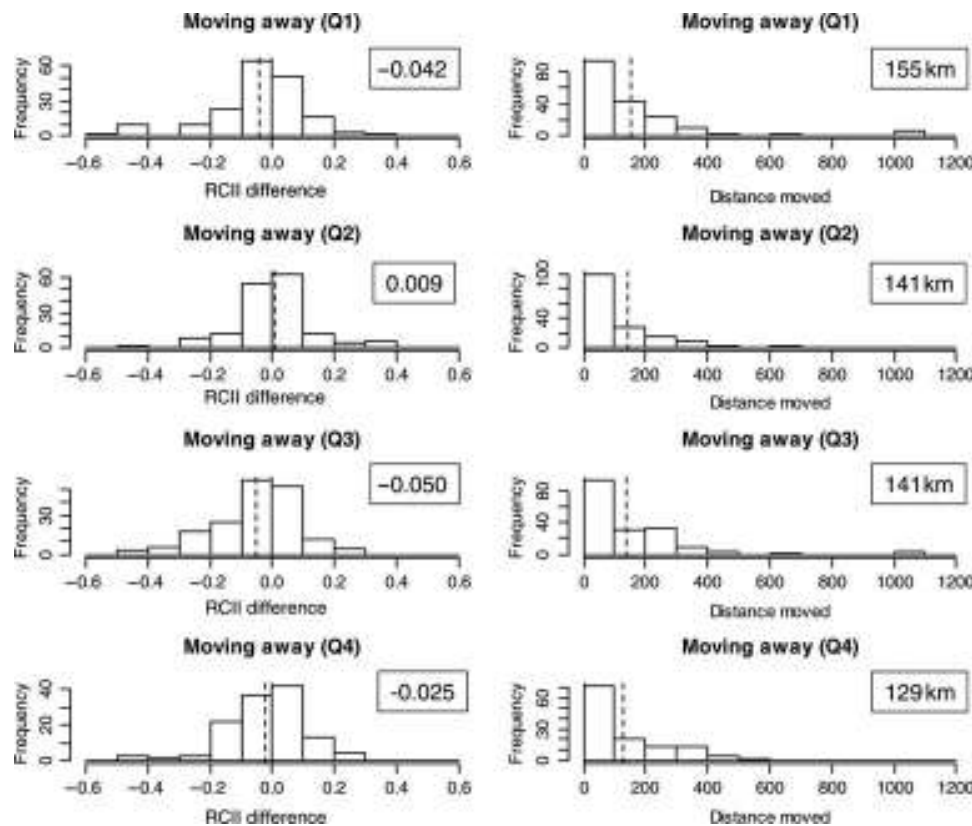 Moving away (Q1)
−0.042
Frequency
0 30 60
−0.6 −0.4 −0.2 0.0 0.2 0.4 0.6
RCII difference
Moving away (Q1)
155 km
Frequency
0 40 80
0 200 400 600 800 1000 1200
Distance moved
Moving away (Q2)
0.009
Frequency
0 30 60
−0.6 −0.4 −0.2 0.0 0.2 0.4 0.6
RCII difference
Moving away (Q2)
141 km
Frequency
0 40 100
0 200 400 600 800 1000 1200
Distance moved
Moving away (Q3)
−0.050
Frequency
0 30
−0.6 −0.4 −0.2 0.0 0.2 0.4 0.6
RCII difference
Moving away (Q3)
141 km
Frequency
0 40 80
0 200 400 600 800 1000 1200
Distance moved
Moving away (Q4)
-0.025
Frequency
0 20 40
−0.6 −0.4 −0.2 0.0 0.2 0.4 0.6
RCII difference
Moving away (Q4)
129 km
Frequency
0 30 60
0 200 400 600 800 1000 1200
Distance moved